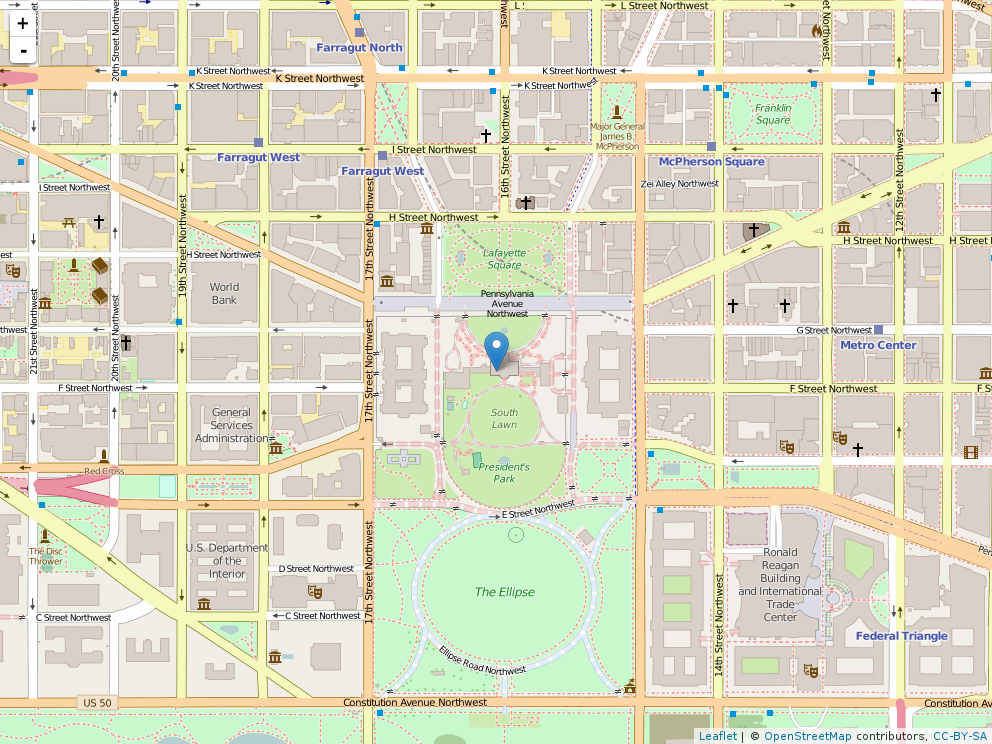 +
-
L Street Northwest
Farragut North
K Street Northwest
K Street Northwest
K Street Northwest
K Street Northwest
K Street Northwest
20th Street Northwest
Major General
James B.
McPherson
Franklin
Square
16th Street Northwest
12th Street Northwest
Farragut West
I Street Northwest
Farragut West
McPherson Square
Zei Alley Northwest
I Street Northwest
19th Street Northwest
17th Street Northwest
H Street Northwest
H Street Northwest
H Street Northwest
H Street N
Lafayette
Square
World
Bank
Pennsylvania
Avenue
Northwest
21st Street Northwest
20th Street Northwest
17th Street Northwest
G Street Northwest
Metro Center
F Street Northwest
F Street Northwest
F St
General
Services
Administration
South
Lawn
Red Cross
President's
Park
E Street Northwest
The Disc
Thrower
U.S. Department
of the
Interior
D Street Northwest
17th Street Northwest
The Ellipse
14th Street Northwest
Ronald
Reagan
Building
and International
Trade
Center
Pen
C Street Northwest
C Street Northwest
Federal Triangle
Ellipse Road Northwest
US 50
Constitution Avenue Northwest
Constitution Av
Leaflet | © OpenStreetMap contributors, CC-BY-SA